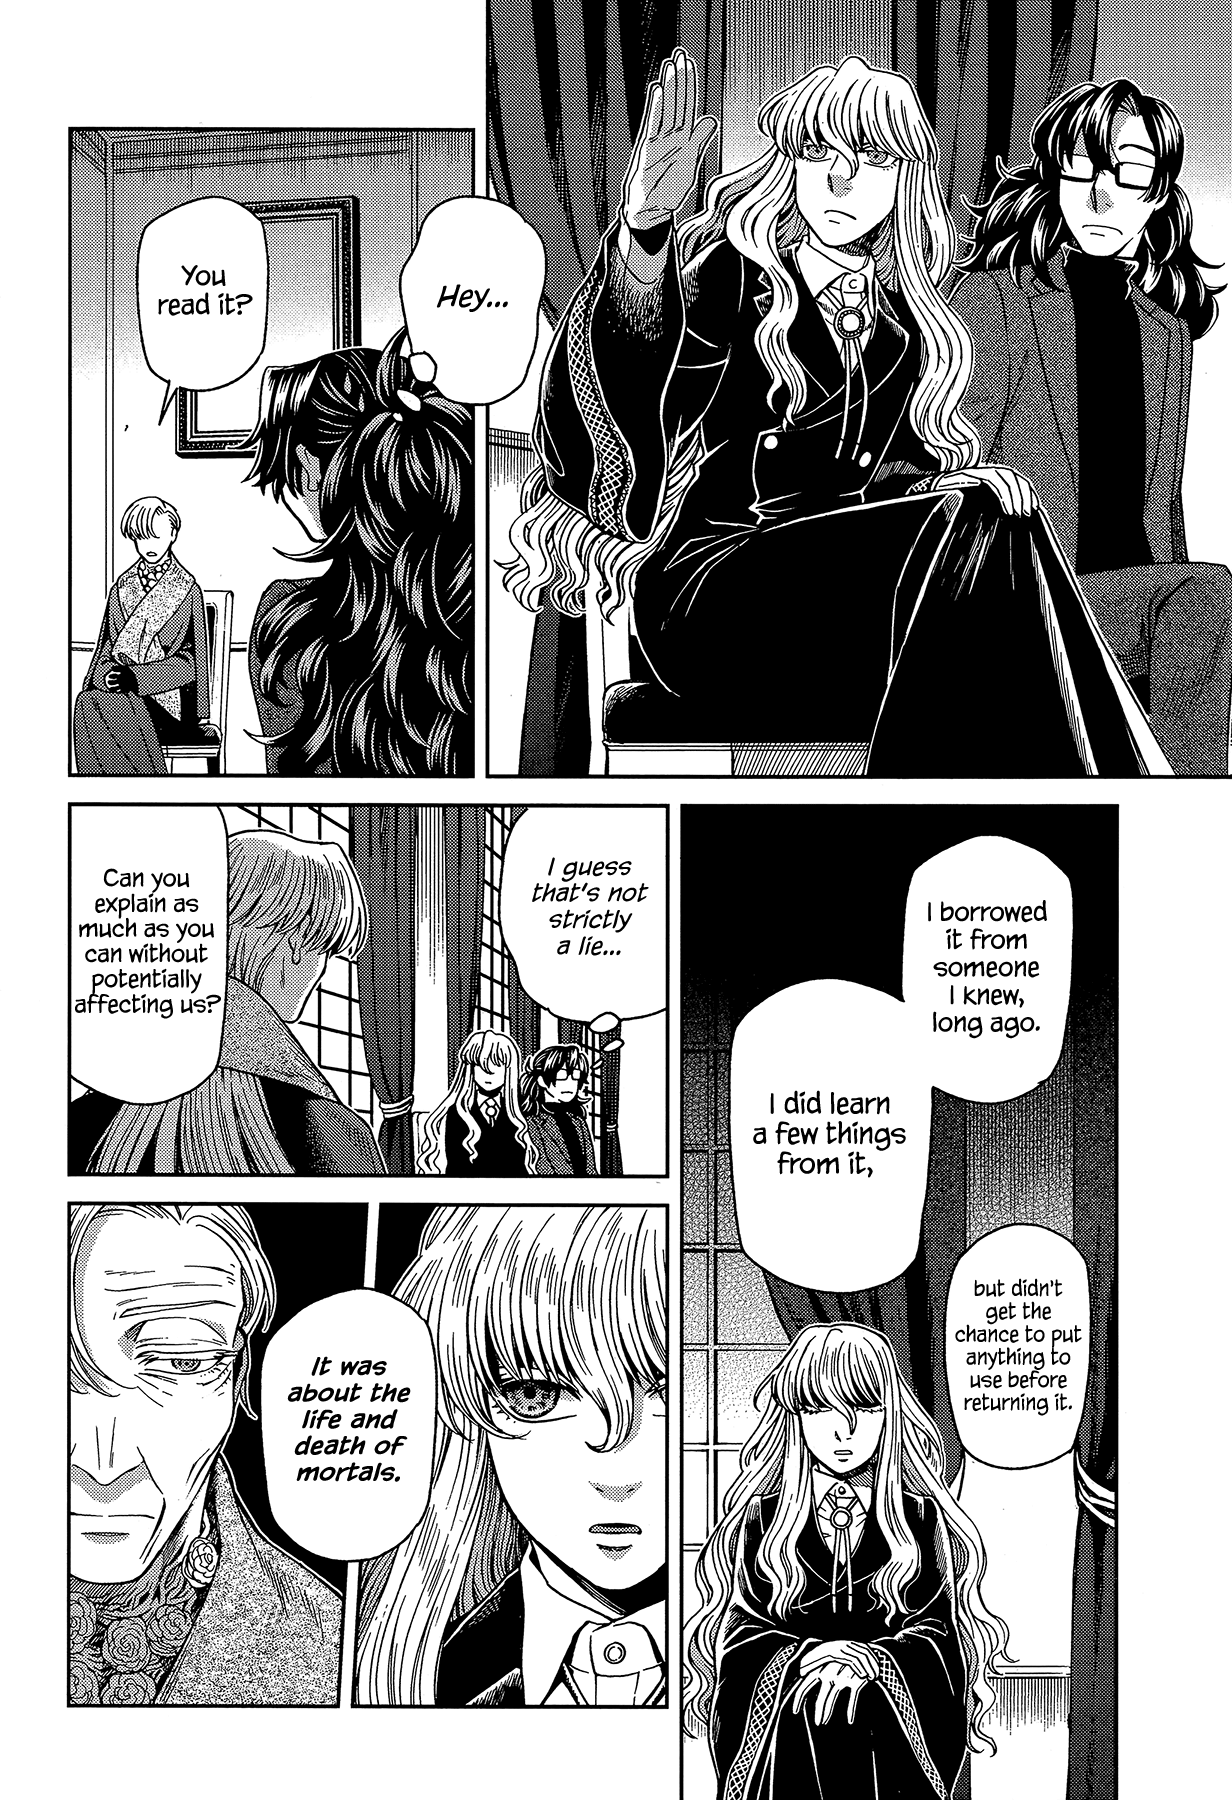 Hey...
You
read it?
I borrowed
it from
someone
I knew,
long ago.
I did learn
a few things
from it,
but didn't
get the
chance to put
anything to
use before
returning it.
I guess
that's not
strictly
a lie...
Can you
explain as
much as you
can without
potentially
affecting us?
It was
about the
life and
death of
mortals.